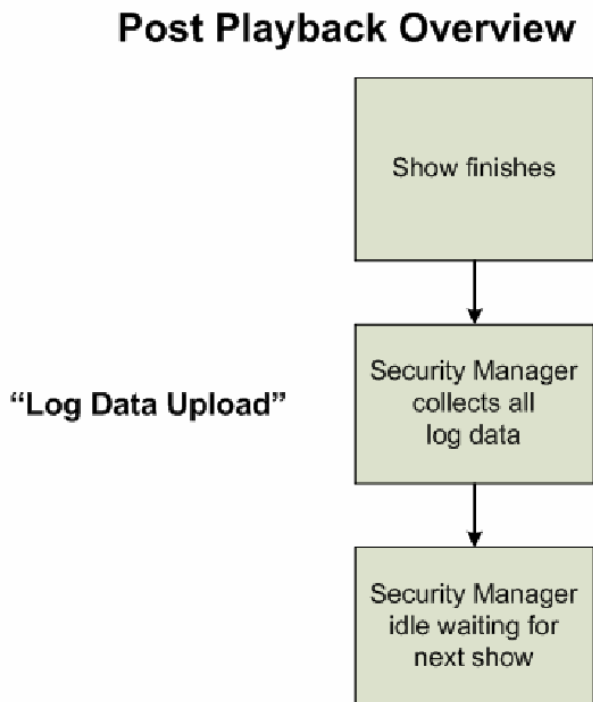 Post Playback Overview
Show finishes
“Log Data Upload”
Security Manager
collects all
log data
Security Manager
idle waiting for
next show